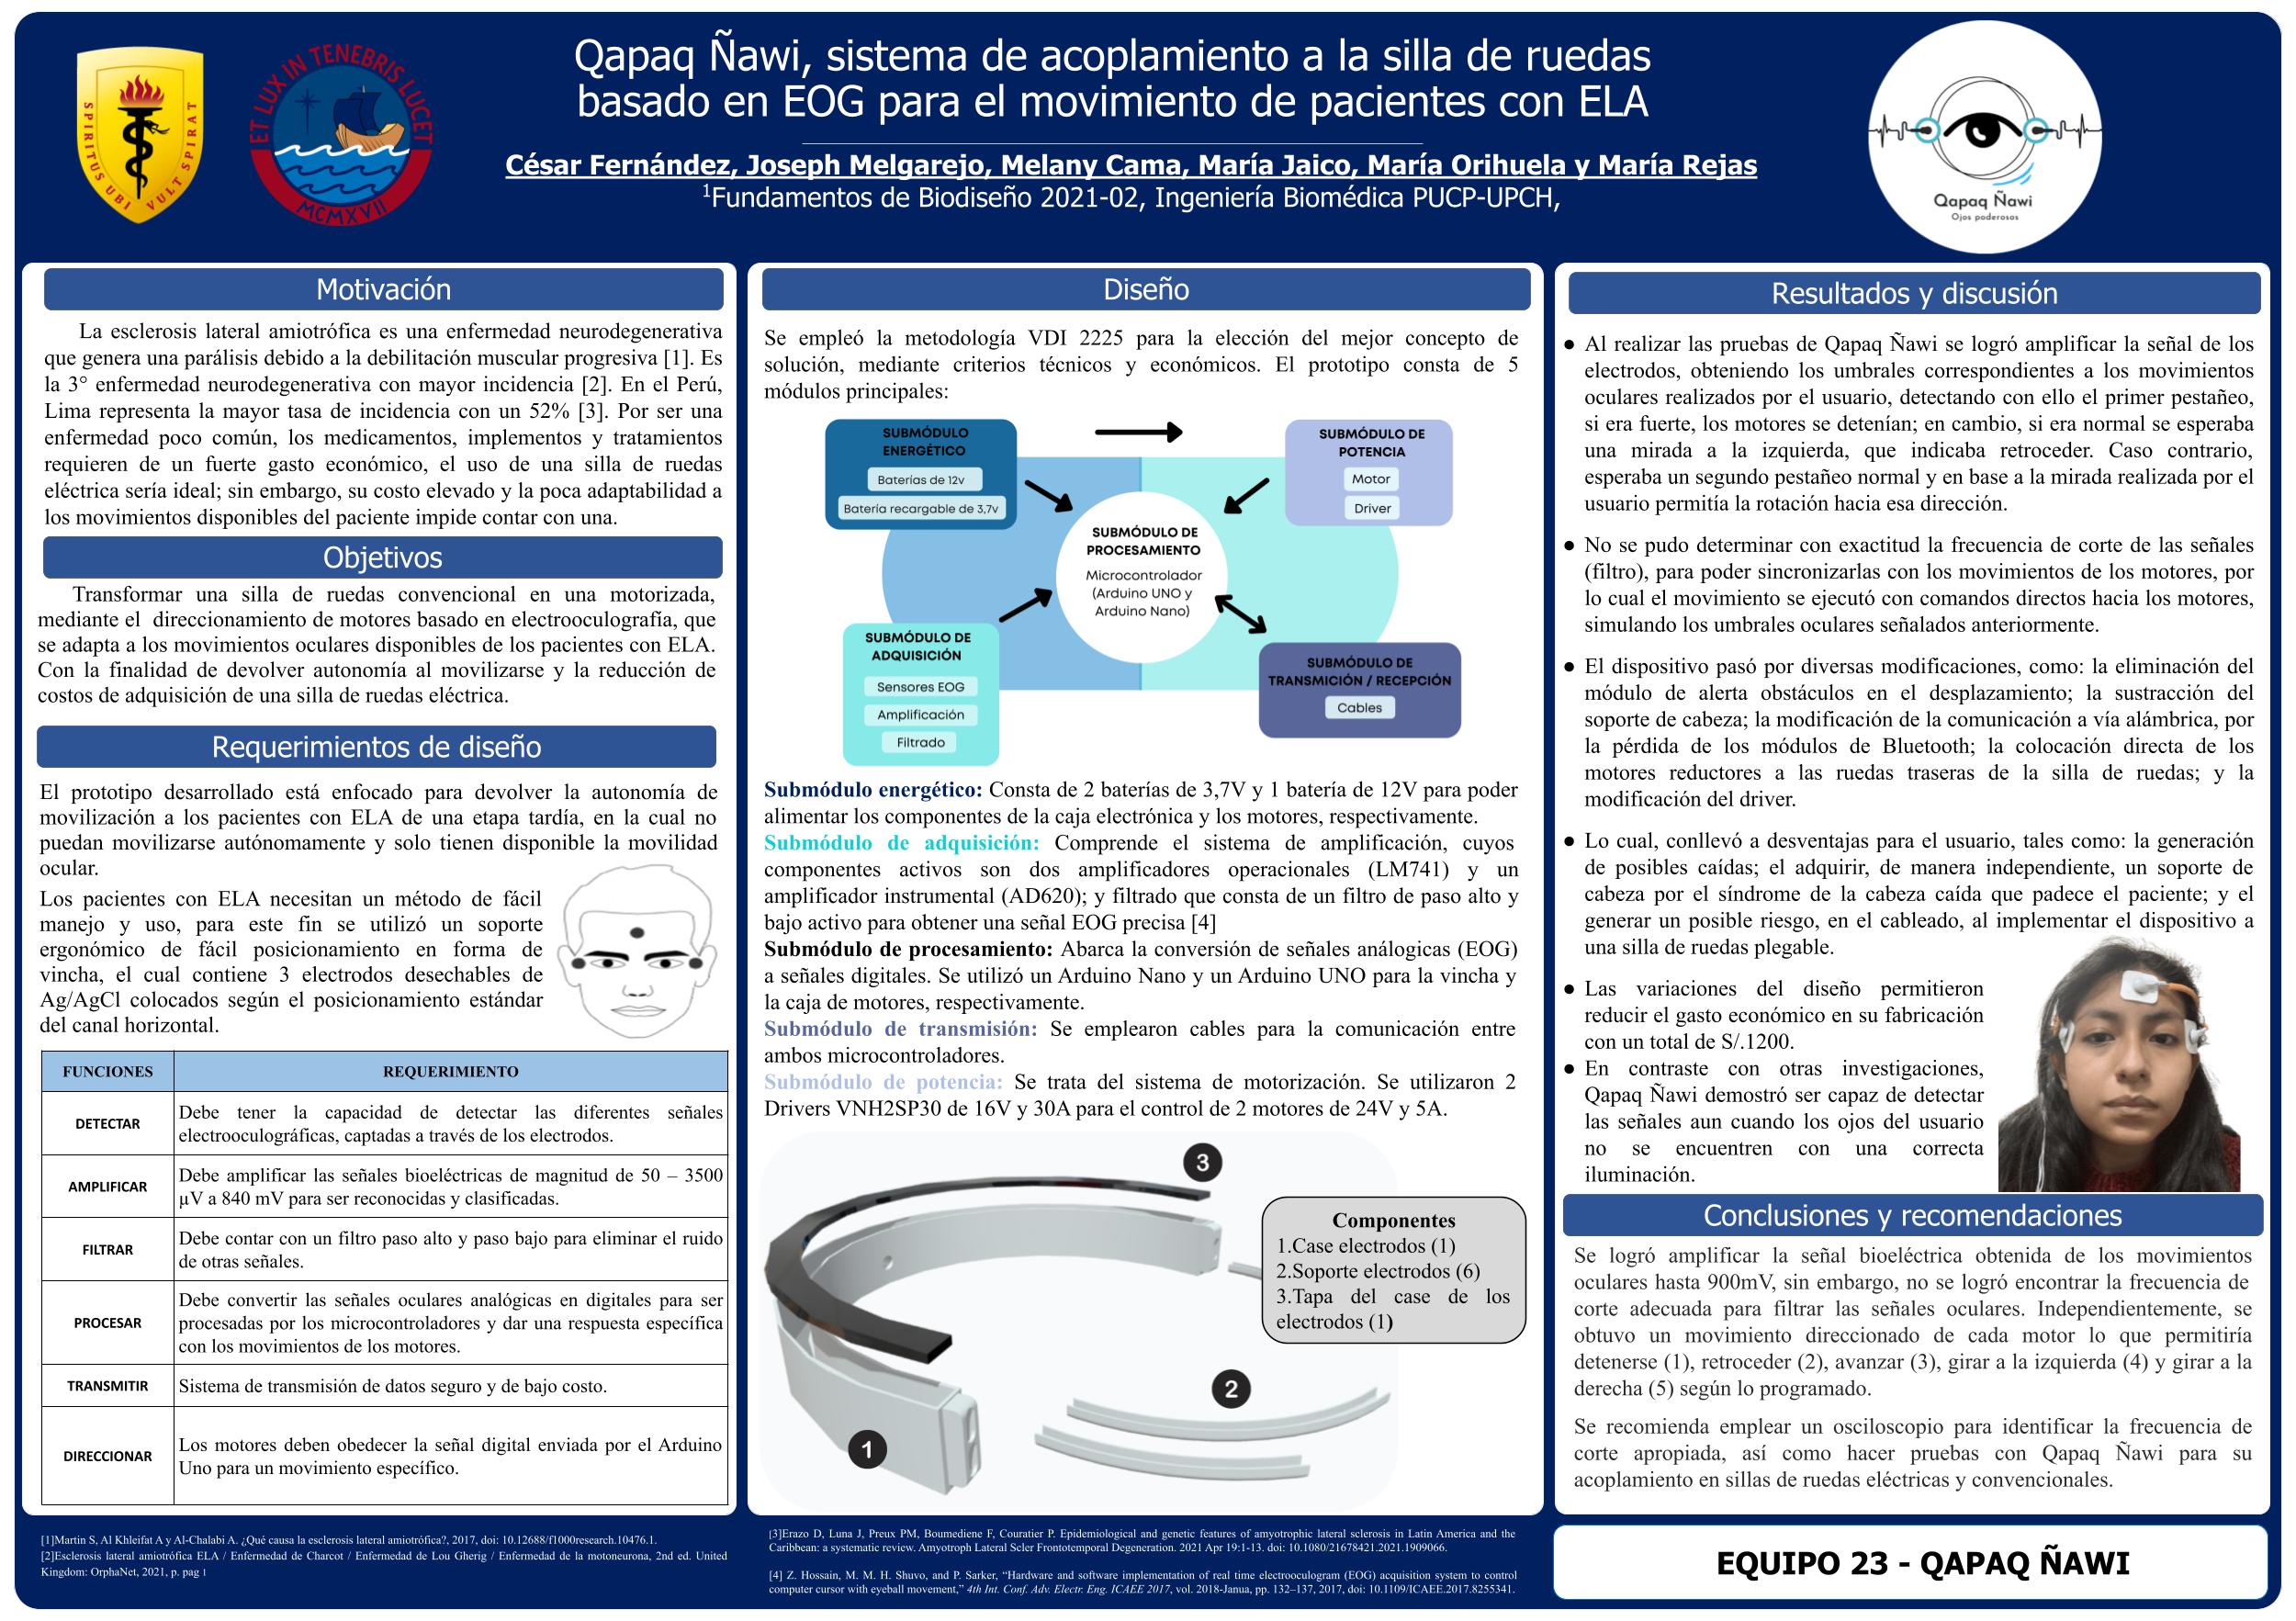 SPIRITUS UBI VULT SPIRAT
ET LUX IN TENEBRIS LUCET
MCMXVII
Qapaq Ñawi, sistema de acoplamiento a la silla de ruedas
basado en EOG para el movimiento de pacientes con ELA
César Fernández, Joseph Melgarejo, Melany Cama, María Jaico, María Orihuela y María Rejas
1Fundamentos de Biodiseño 2021-02, Ingeniería Biomédica PUCP-UPCH,
Qapaq Ñawi
Ojos poderosos
Motivación
La esclerosis lateral amiotrófica es una enfermedad neurodegenerativa
que genera una parálisis debido a la debilitación muscular progresiva [1]. Es
la 3° enfermedad neurodegenerativa con mayor incidencia [2]. En el Perú,
Lima representa la mayor tasa de incidencia con un 52% [3]. Por ser una
enfermedad poco común, los medicamentos, implementos y tratamientos
requieren de un fuerte gasto económico, el uso de una silla de ruedas
eléctrica sería ideal; sin embargo, su costo elevado y la poca adaptabilidad a
los movimientos disponibles del paciente impide contar con una.
Objetivos
Transformar una silla de ruedas convencional en una motorizada,
mediante el direccionamiento de motores basado en electrooculografía, que
se adapta a los movimientos oculares disponibles de los pacientes con ELA.
Con la finalidad de devolver autonomía al movilizarse y la reducción de
costos de adquisición de una silla de ruedas eléctrica.
Requerimientos de diseño
El prototipo desarrollado está enfocado para devolver la autonomía de
movilización a los pacientes con ELA de una etapa tardía, en la cual no
puedan movilizarse autónomamente y solo tienen disponible la movilidad
ocular.
Los pacientes con ELA necesitan un método de fácil
manejo y uso, para este fin se utilizó un soporte
ergonómico de fácil posicionamiento en forma de
vincha, el cual contiene 3 electrodos desechables de
Ag/AgCl colocados según el posicionamiento estándar
del canal horizontal.
FUNCIONES REQUERIMIENTO
DETECTAR
Debe tener la capacidad de detectar las diferentes señales
electrooculográficas, captadas a través de los electrodos.
AMPLIFICAR
Debe amplificar las señales bioeléctricas de magnitud de 50 – 3500
µV a 840 mV para ser reconocidas y clasificadas.
FILTRAR
Debe contar con un filtro paso alto y paso bajo para eliminar el ruido
de otras señales.
PROCESAR
Debe convertir las señales oculares analógicas en digitales para ser
procesadas por los microcontroladores y dar una respuesta específica
con los movimientos de los motores.
TRANSMITIR
Sistema de transmisión de datos seguro y de bajo costo.
DIRECCIONAR
Los motores deben obedecer la señal digital enviada por el Arduino
Uno para un movimiento específico.
Diseño
Se empleó la metodología VDI 2225 para la elección del mejor concepto de
solución, mediante criterios técnicos y económicos. El prototipo consta de 5
módulos principales:
SUBMÓDULO
ENERGÉTICO
Baterías de 12v
Batería recargable de 3,7v
SUBMÓDULO DE
POTENCIA
Motor
Driver
SUBMÓDULO DE
PROCESAMIENTO
Microcontrolador
(Arduino UNO y
Arduino Nano)
SUBMÓDULO DE
ADQUISICIÓN
Sensores EOG
Amplificación
Filtrado
SUBMÓDULO DE
TRANSMICIÓN / RECEPCIÓN
Cables
Submódulo energético: Consta de 2 baterías de 3,7V y 1 batería de 12V para poder
alimentar los componentes de la caja electrónica y los motores, respectivamente.
Submódulo de adquisición: Comprende el sistema de amplificación, cuyos
componentes activos son dos amplificadores operacionales (LM741) y un
amplificador instrumental (AD620); y filtrado que consta de un filtro de paso alto y
bajo activo para obtener una señal EOG precisa [4]
Submódulo de procesamiento: Abarca la conversión de señales análogicas (EOG)
a señales digitales. Se utilizó un Arduino Nano y un Arduino UNO para la vincha y
la caja de motores, respectivamente.
Submódulo de transmisión: Se emplearon cables para la comunicación entre
ambos microcontroladores.
Submódulo de potencia: Se trata del sistema de motorización. Se utilizaron 2
Drivers VNH2SP30 de 16V y 30A para el control de 2 motores de 24V y 5A.
3
Componentes
1.Case electrodos (1)
2.Soporte electrodos (6)
3.Tapa del case de los
electrodos (1)
2
1
Resultados y discusión
● Al realizar las pruebas de Qapaq Ñawi se logró amplificar la señal de los
electrodos, obteniendo los umbrales correspondientes a los movimientos
oculares realizados por el usuario, detectando con ello el primer pestañeo,
si era fuerte, los motores se detenían; en cambio, si era normal se esperaba
una mirada a la izquierda, que indicaba retroceder. Caso contrario,
esperaba un segundo pestañeo normal y en base a la mirada realizada por el
usuario permitía la rotación hacia esa dirección.
● No se pudo determinar con exactitud la frecuencia de corte de las señales
(filtro), para poder sincronizarlas con los movimientos de los motores, por
lo cual el movimiento se ejecutó con comandos directos hacia los motores,
simulando los umbrales oculares señalados anteriormente.
● El dispositivo pasó por diversas modificaciones, como: la eliminación del
módulo de alerta obstáculos en el desplazamiento; la sustracción del
soporte de cabeza; la modificación de la comunicación a vía alámbrica, por
la pérdida de los módulos de Bluetooth; la colocación directa de los
motores reductores a las ruedas traseras de la silla de ruedas; y la
modificación del driver.
● Lo cual, conllevó a desventajas para el usuario, tales como: la generación
de posibles caídas; el adquirir, de manera independiente, un soporte de
cabeza por el síndrome de la cabeza caída que padece el paciente; y el
generar un posible riesgo, en el cableado, al implementar el dispositivo a
una silla de ruedas plegable.
● Las variaciones del diseño permitieron
reducir el gasto económico en su fabricación
con un total de S/.1200.
● En contraste con otras investigaciones,
Qapaq Ñawi demostró ser capaz de detectar
las señales aun cuando los ojos del usuario
no se encuentren con una correcta
iluminación.
Conclusiones y recomendaciones
Se logró amplificar la señal bioeléctrica obtenida de los movimientos
oculares hasta 900mV, sin embargo, no se logró encontrar la frecuencia de
corte adecuada para filtrar las señales oculares. Independientemente, se
obtuvo un movimiento direccionado de cada motor lo que permitiría
detenerse (1), retroceder (2), avanzar (3), girar a la izquierda (4) y girar a la
derecha (5) según lo programado.
Se recomienda emplear un osciloscopio para identificar la frecuencia de
corte apropiada, así como hacer pruebas con Qapaq Ñawi para su
acoplamiento en sillas de ruedas eléctricas y convencionales.
[1]Martin S, Al Khleifat A y Al-Chalabi A. ¿Qué causa la esclerosis lateral amiotrófica?, 2017, doi: 10.12688/f1000research.10476.1.
[2]Esclerosis lateral amiotrófica ELA / Enfermedad de Charcot / Enfermedad de Lou Gherig / Enfermedad de la motoneurona, 2nd ed. United
Kingdom: OrphaNet, 2021, p. pag 1
[3]Erazo D, Luna J, Preux PM, Boumediene F, Couratier P. Epidemiological and genetic features of amyotrophic lateral sclerosis in Latin America and the
Caribbean: a systematic review. Amyotroph Lateral Scler Frontotemporal Degeneration. 2021 Apr 19:1-13. doi: 10.1080/21678421.2021.1909066.
[4] Z. Hossain, M. M. H. Shuvo, and P. Sarker, “Hardware and software implementation of real time electrooculogram (EOG) acquisition system to control
computer cursor with eyeball movement,” 4th Int. Conf. Adv. Electr. Eng. ICAEE 2017, vol. 2018-Janua, pp. 132–137, 2017, doi: 10.1109/ICAEE.2017.8255341.
EQUIPO 23 - QAPAQ ÑAWI